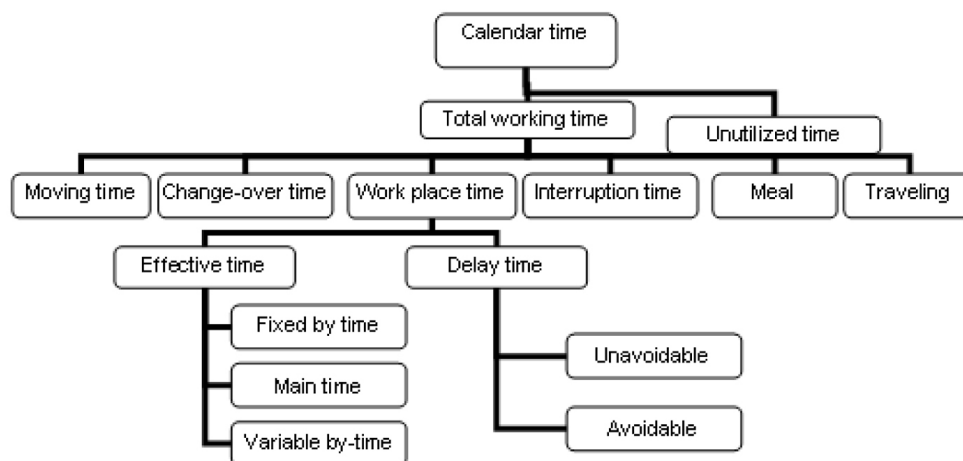 Calendar time
Total working time
Unutilized time
Moving time
Change-over time
Work place time
Interruption time
Meal
Traveling
Effective time
Delay time
Fixed by time
Main time
Variable by-time
Unavoidable
Avoidable